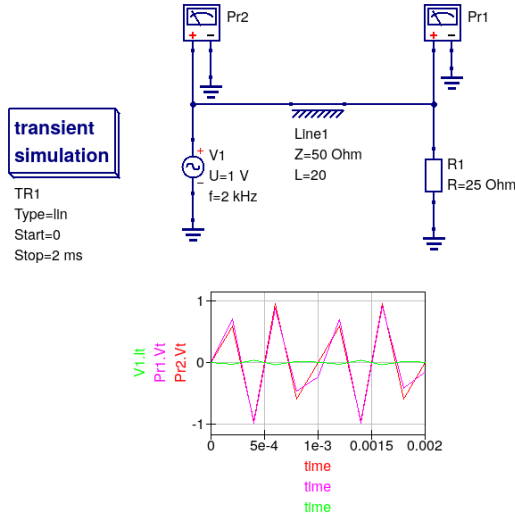 Pr2
Pr1
+ -
+ -
transient
simulation
TR1
Type=lin
Start=0
Stop=2 ms
+
V1
-
U=1 V
f=2 kHz
Line1
Z=50 Ohm
L=20
R1
R=25 Ohm
V1.It
Pr1.Vt
Pr2.Vt
1
0
-1
0
5e-4
1e-3
0.0015
0.002
time
time
time